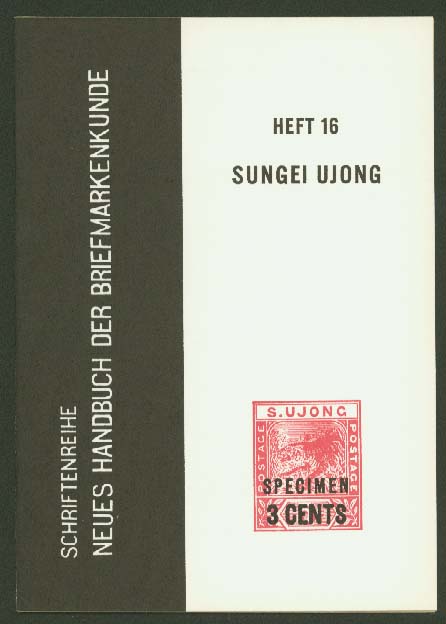 SCHRIFTENREIHE
NEUES HANDBUCH DER BRIEFMARKENKUNDE
HEFT 16
SUNGEI UJONG
S.UJONG
POSTAGE
POSTAGE
SPECIMEN
3 CENTS